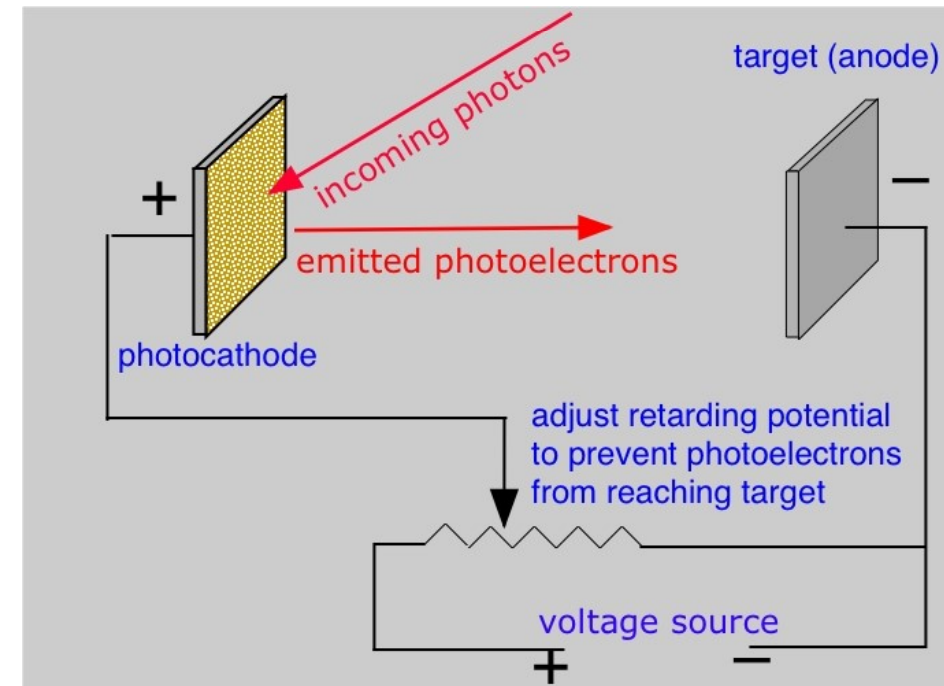 incoming photons
target (anode)
+
−
emitted photoelectrons
photocathode
adjust retarding potential
to prevent photoelectrons
from reaching target
voltage source
+
−